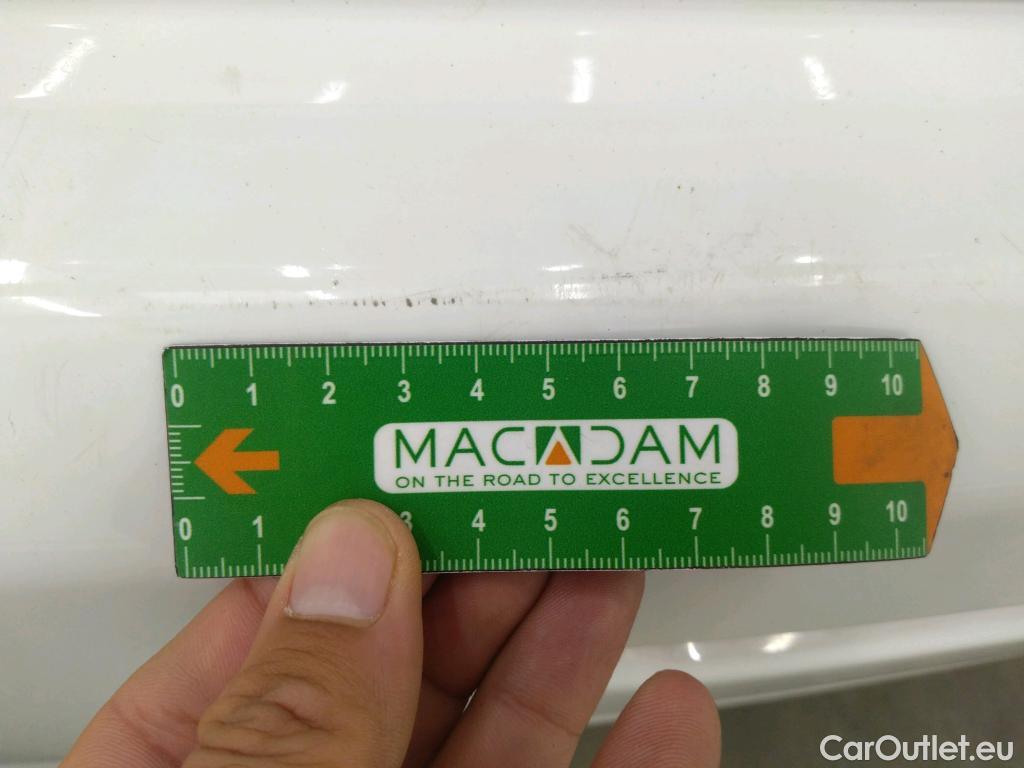 0 1 2 3 4 5 6 7 8 9 10
MACADAM
ON THE ROAD TO EXCELLENCE
0 1 3 4 5 6 7 8 9 10
CarOutlet.eu